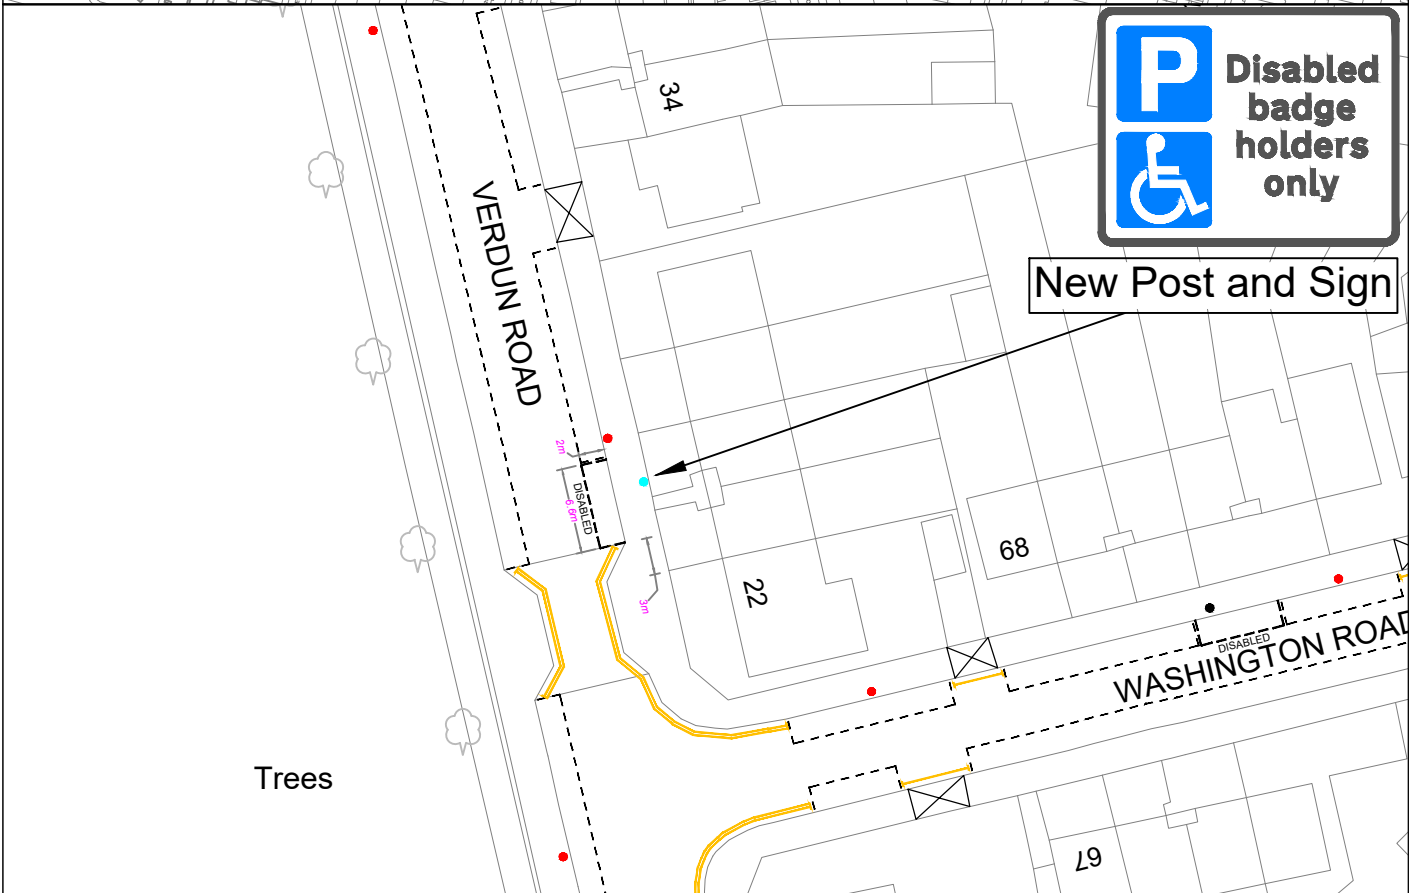 P
Disabled
badge
holders
only
New Post and Sign
34
VERDUN ROAD
2m
DISABLED
6.6m
3m
22
68
DISABLED
WASHINGTON ROAD
Trees
67